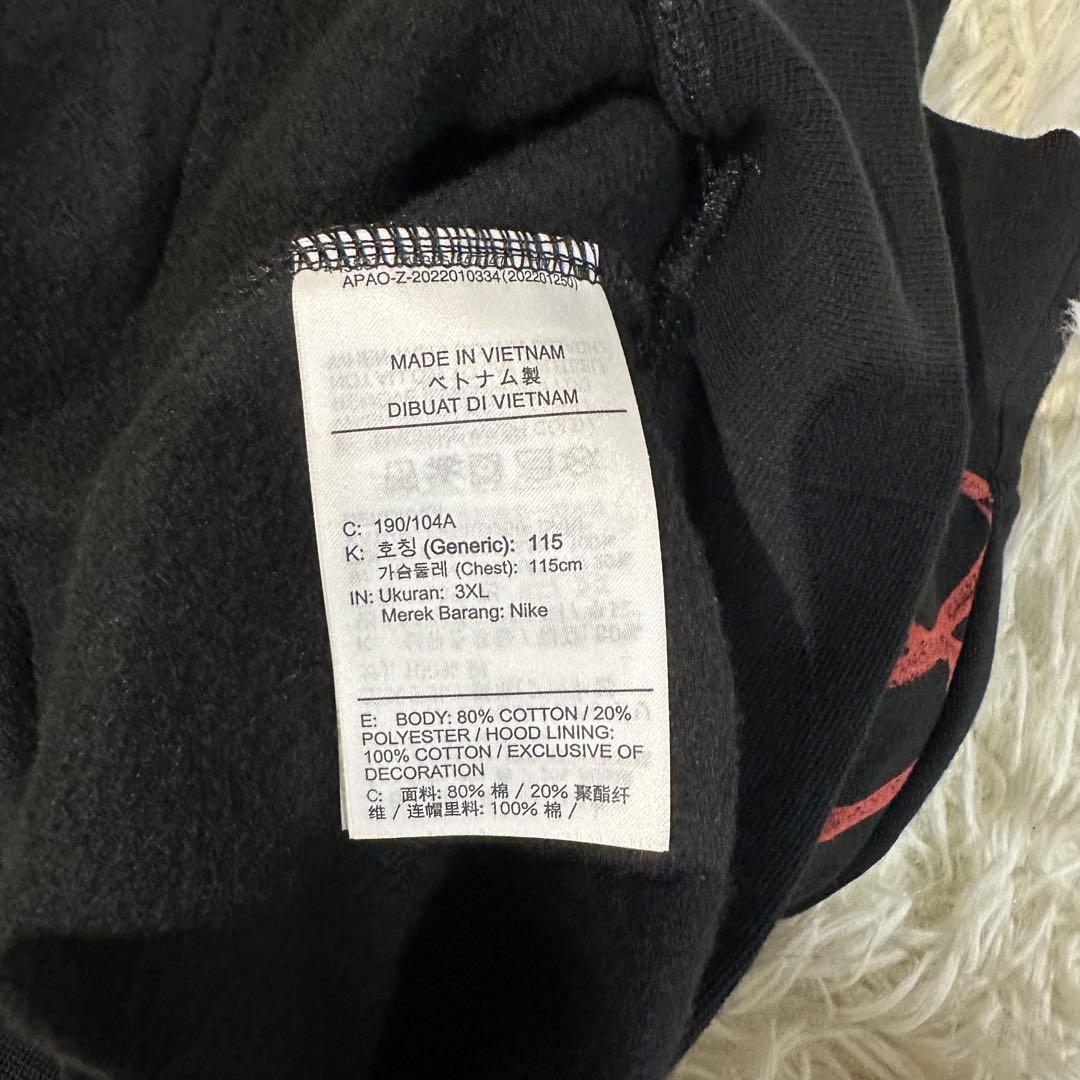 APAO-Z-2022010334(202201250)
MADE IN VIETNAM
ベトナム製
DIBUAT DI VIETNAM
C: 190/104A
K: 호칭 (Generic): 115
가슴둘레 (Chest): 115cm
IN: Ukuran: 3XL
Merek Barang: Nike
E: BODY: 80% COTTON / 20%
POLYESTER / HOOD LINING:
100% COTTON / EXCLUSIVE OF
DECORATION
C: 面料: 80% 棉 / 20% 聚酯纤
维 / 连帽里料: 100% 棉 /